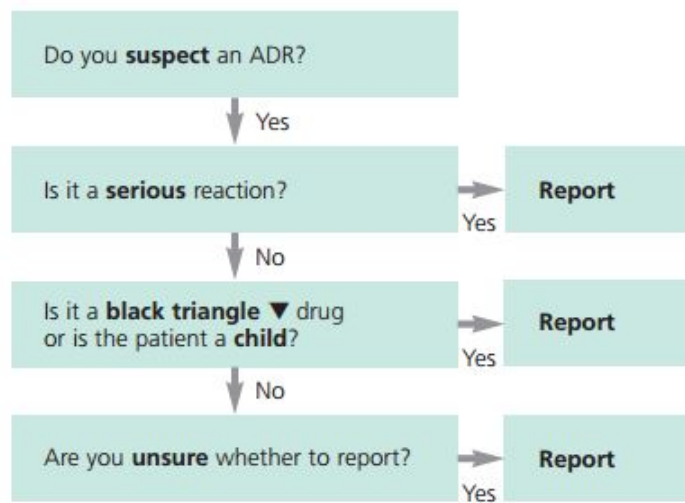 Do you suspect an ADR?
Yes
Is it a serious reaction?
Yes
Report
No
Is it a black triangle ▼ drug
or is the patient a child?
Yes
Report
No
Are you unsure whether to report?
Yes
Report